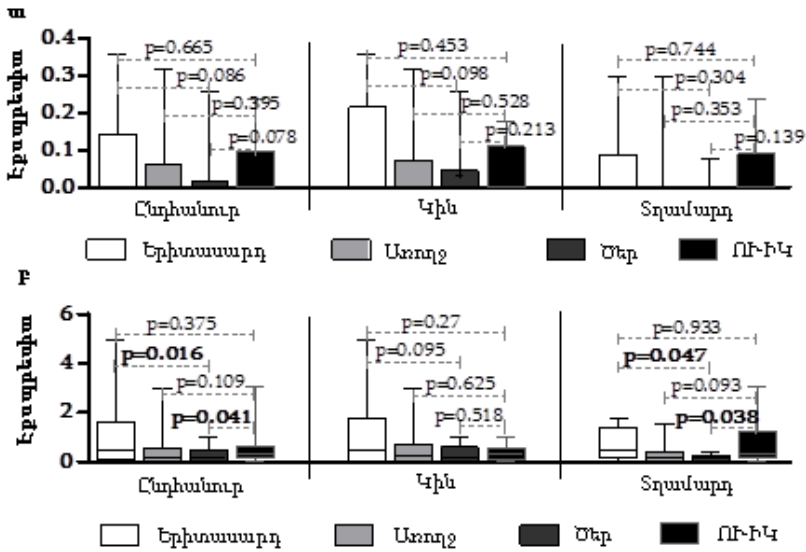 ա
Էքսպրեսիա
0.4
0.3
0.2
0.1
0.0
p=0.665
p=0.086
p=0.395
p=0.078
p=0.453
p=0.098
p=0.528
p=0.213
p=0.744
p=0.304
p=0.353
p=0.139
Ընդհանուր Կին Տղամարդ
Երիտասարդ Առողջ Ծեր ՈՒԻԿ
բ
Էքսպրեսիա
6
4
2
0
p=0.375
p=0.016
p=0.109
p=0.041
p=0.27
p=0.095
p=0.625
p=0.518
p=0.933
p=0.047
p=0.093
p=0.038
Ընդհանուր Կին Տղամարդ
Երիտասարդ Առողջ Ծեր ՈՒԻԿ